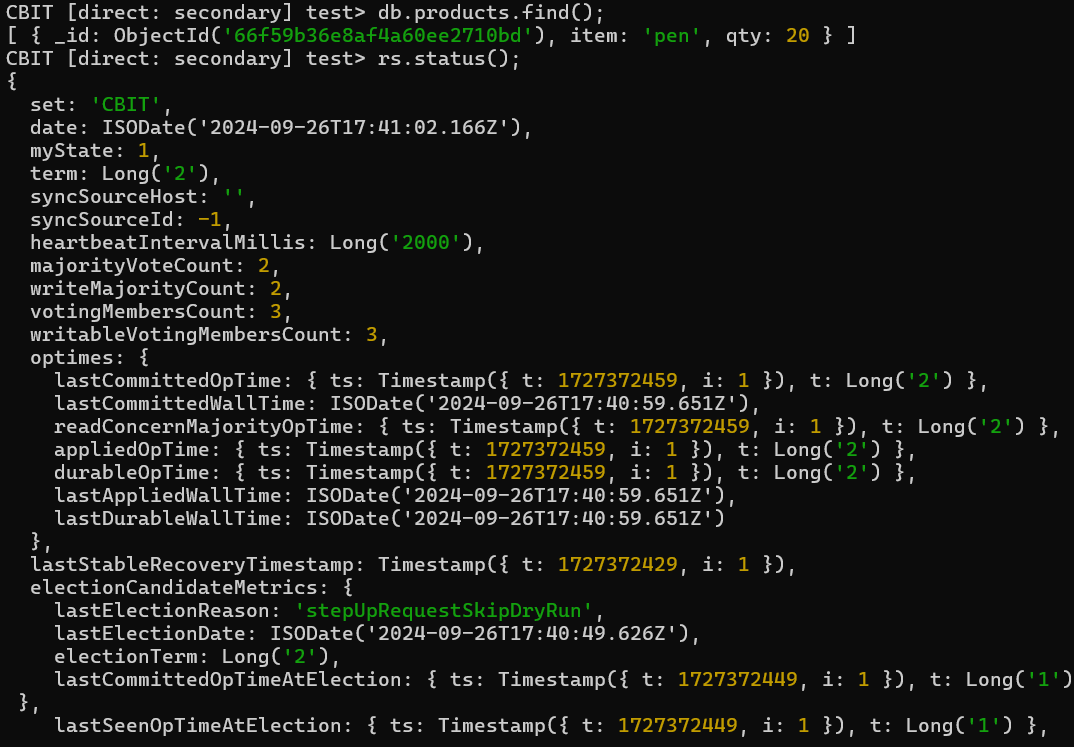 CBIT [direct: secondary] test> db.products.find();
[ { _id: ObjectId('66f59b36e8af4a60ee2710bd'), item: 'pen', qty: 20 } ]
CBIT [direct: secondary] test> rs.status();
{
  set: 'CBIT',
  date: ISODate('2024-09-26T17:41:02.166Z'),
  myState: 1,
  term: Long('2'),
  syncSourceHost: '',
  syncSourceId: -1,
  heartbeatIntervalMillis: Long('2000'),
  majorityVoteCount: 2,
  writeMajorityCount: 2,
  votingMembersCount: 3,
  writableVotingMembersCount: 3,
  optimes: {
    lastCommittedOpTime: { ts: Timestamp({ t: 1727372459, i: 1 }), t: Long('2') },
    lastCommittedWallTime: ISODate('2024-09-26T17:40:59.651Z'),
    readConcernMajorityOpTime: { ts: Timestamp({ t: 1727372459, i: 1 }), t: Long('2') },
    appliedOpTime: { ts: Timestamp({ t: 1727372459, i: 1 }), t: Long('2') },
    durableOpTime: { ts: Timestamp({ t: 1727372459, i: 1 }), t: Long('2') },
    lastAppliedWallTime: ISODate('2024-09-26T17:40:59.651Z'),
    lastDurableWallTime: ISODate('2024-09-26T17:40:59.651Z')
  },
  lastStableRecoveryTimestamp: Timestamp({ t: 1727372429, i: 1 }),
  electionCandidateMetrics: {
    lastElectionReason: 'stepUpRequestSkipDryRun',
    lastElectionDate: ISODate('2024-09-26T17:40:49.626Z'),
    electionTerm: Long('2'),
    lastCommittedOpTimeAtElection: { ts: Timestamp({ t: 1727372449, i: 1 }), t: Long('1')
 },
    lastSeenOpTimeAtElection: { ts: Timestamp({ t: 1727372449, i: 1 }), t: Long('1') },